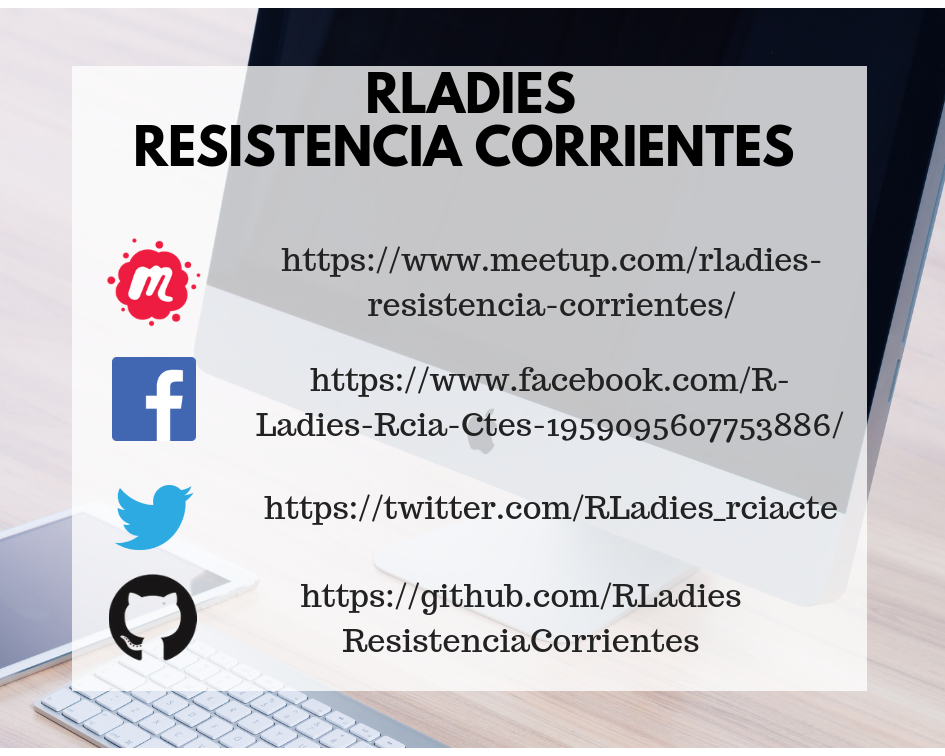 RLADIES
RESISTENCIA CORRIENTES
https://www.meetup.com/rladies-
resistencia-corrientes/
https://www.facebook.com/R-
Ladies-Rcia-Ctes-1959095607753886/
https://twitter.com/RLadies_rciacte
https://github.com/RLadies
ResistenciaCorrientes